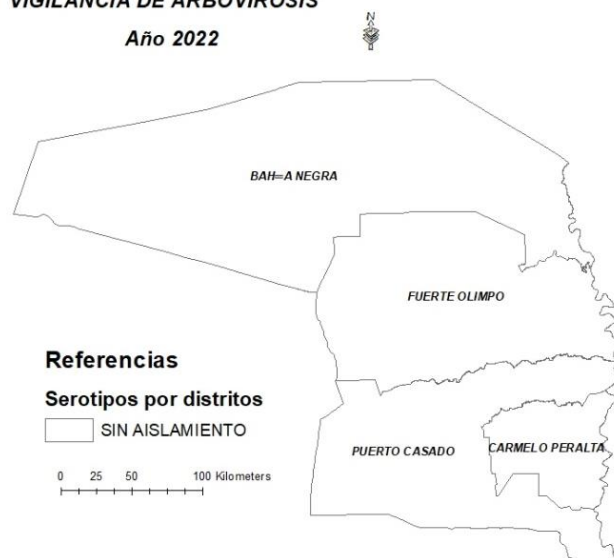 VIGILANCIA DE ARBOVIROSIS
Año 2022
N
BAH=A NEGRA
FUERTE OLIMPO
Referencias
Serotipos por distritos
SIN AISLAMIENTO
PUERTO CASADO
CARMELO PERALTA
0 25 50 100 Kilometers